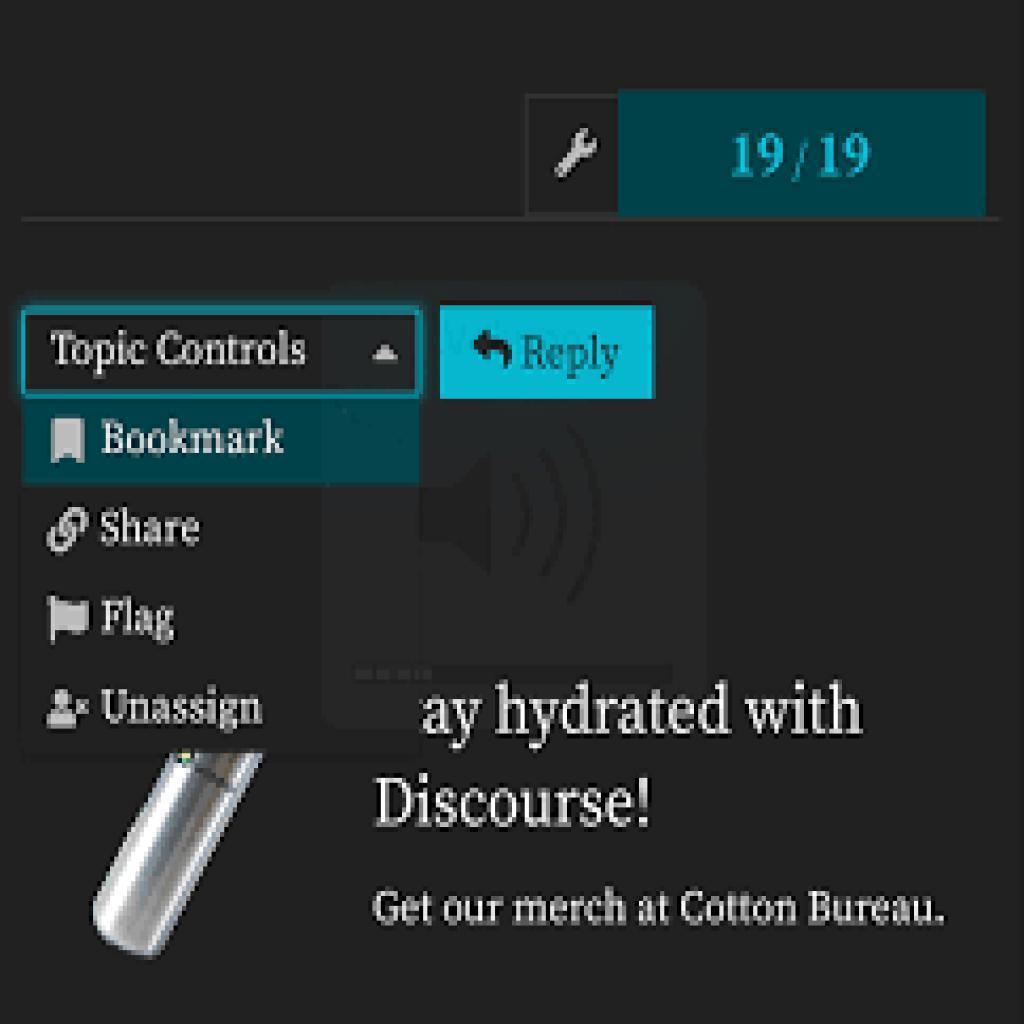 19 / 19
Topic Controls
Reply
Bookmark
Share
Flag
Unassign
ay hydrated with
Discourse!
Get our merch at Cotton Bureau.